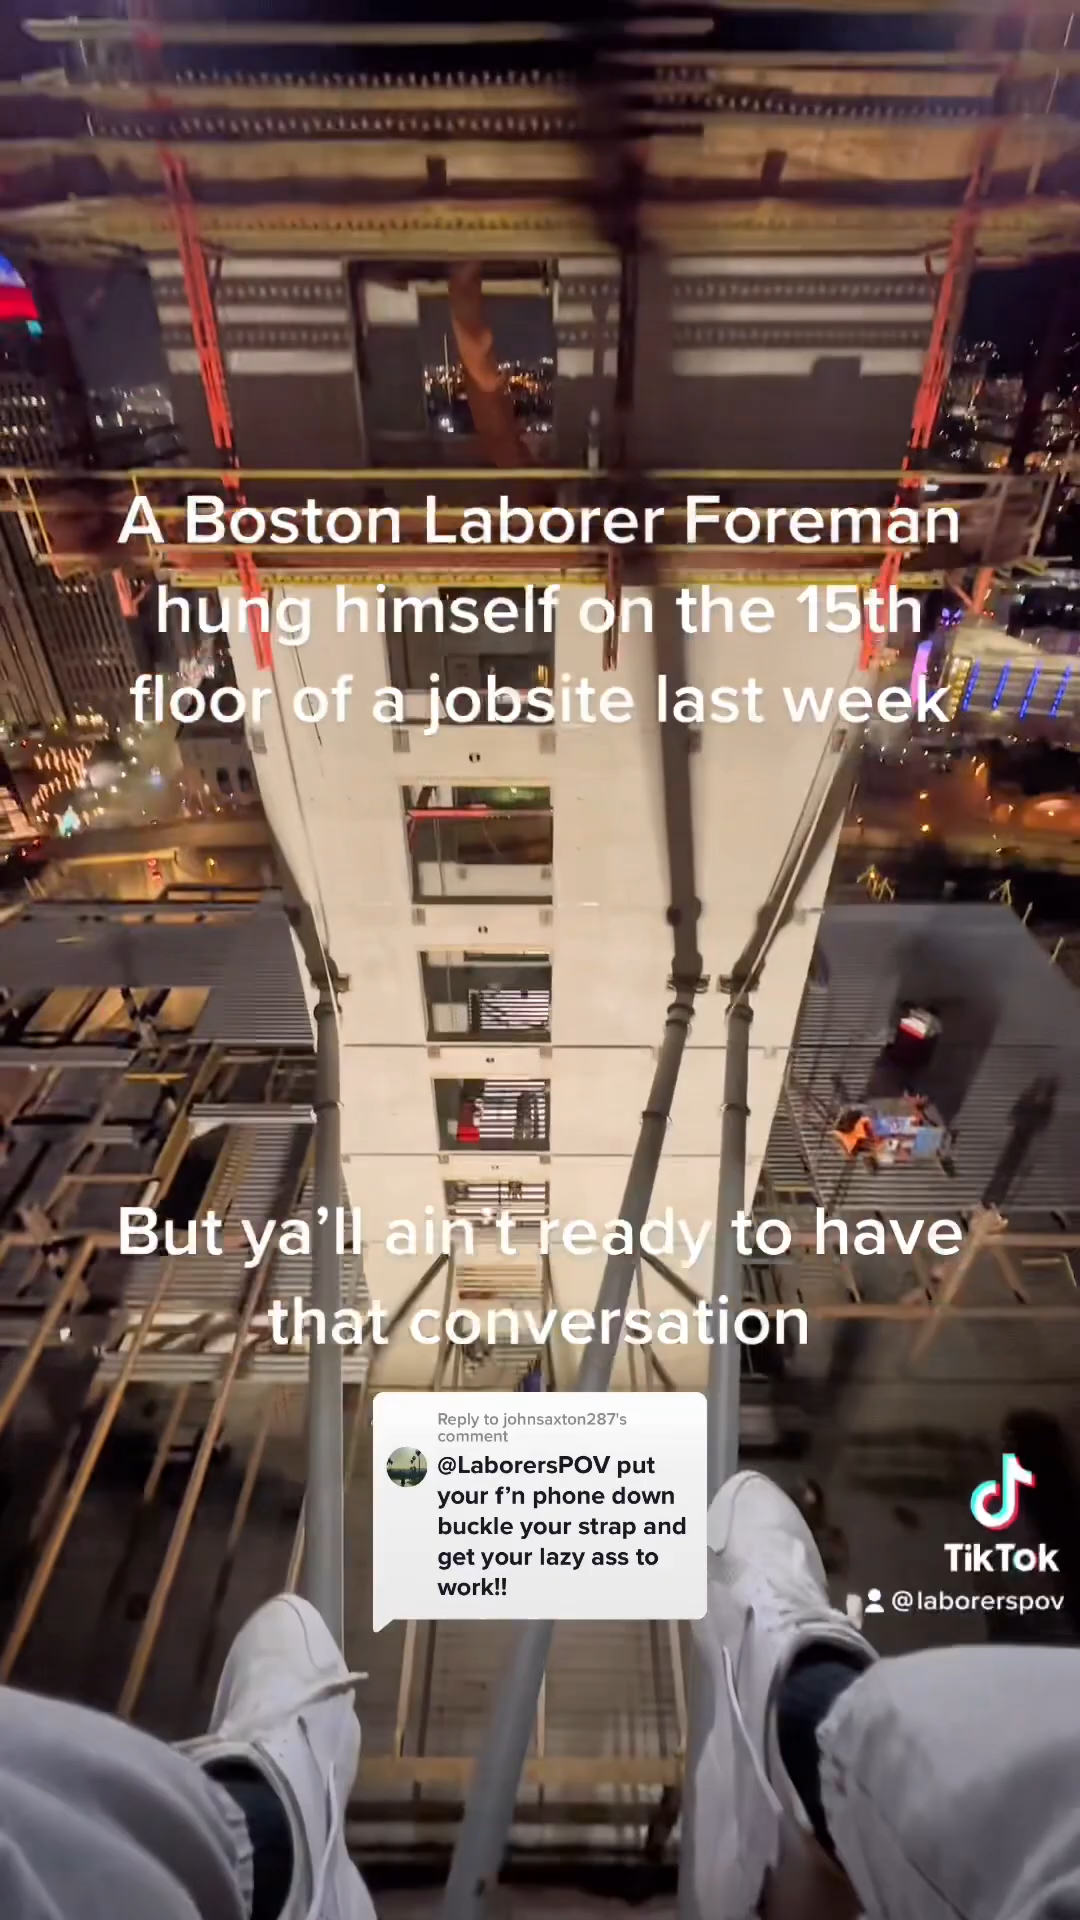 A Boston Laborer Foreman
hung himself on the 15th
floor of a jobsite last week
But ya’ll ain’t ready to have
that conversation
Reply to johnsaxton287's
comment
@LaborersPOV put
your f’n phone down
buckle your strap and
get your lazy ass to
work!!
TikTok
@laborerspov